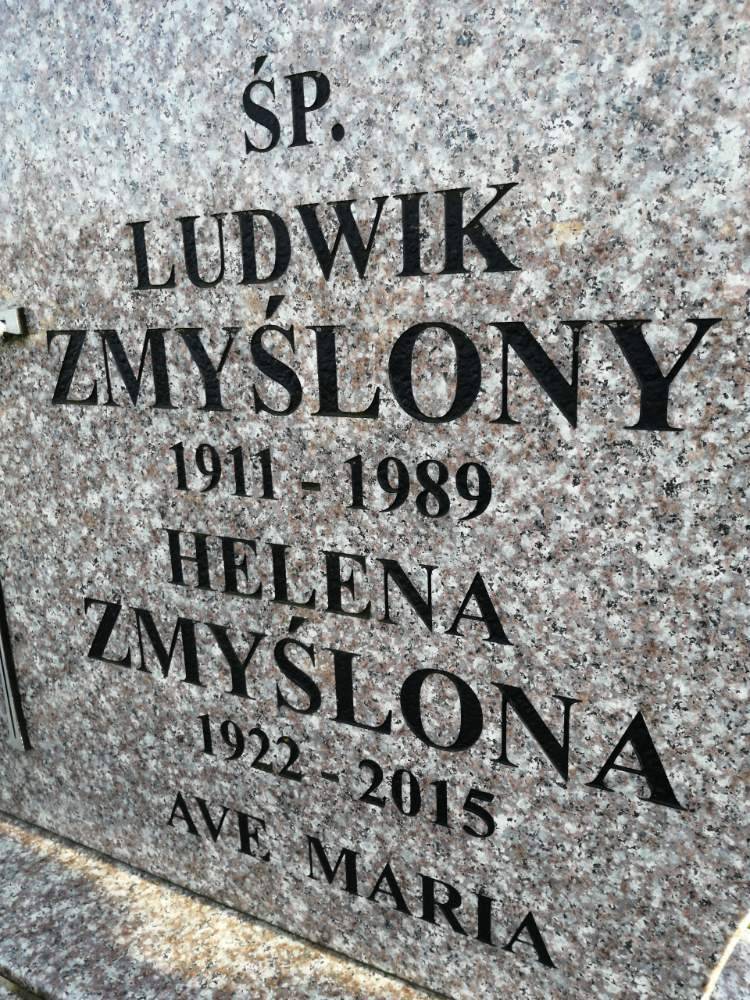 ŚP.
LUDWIK
ZMYŚLONY
1911 - 1989
HELENA
ZMYŚLONA
1922 - 2015
AVE MARIA